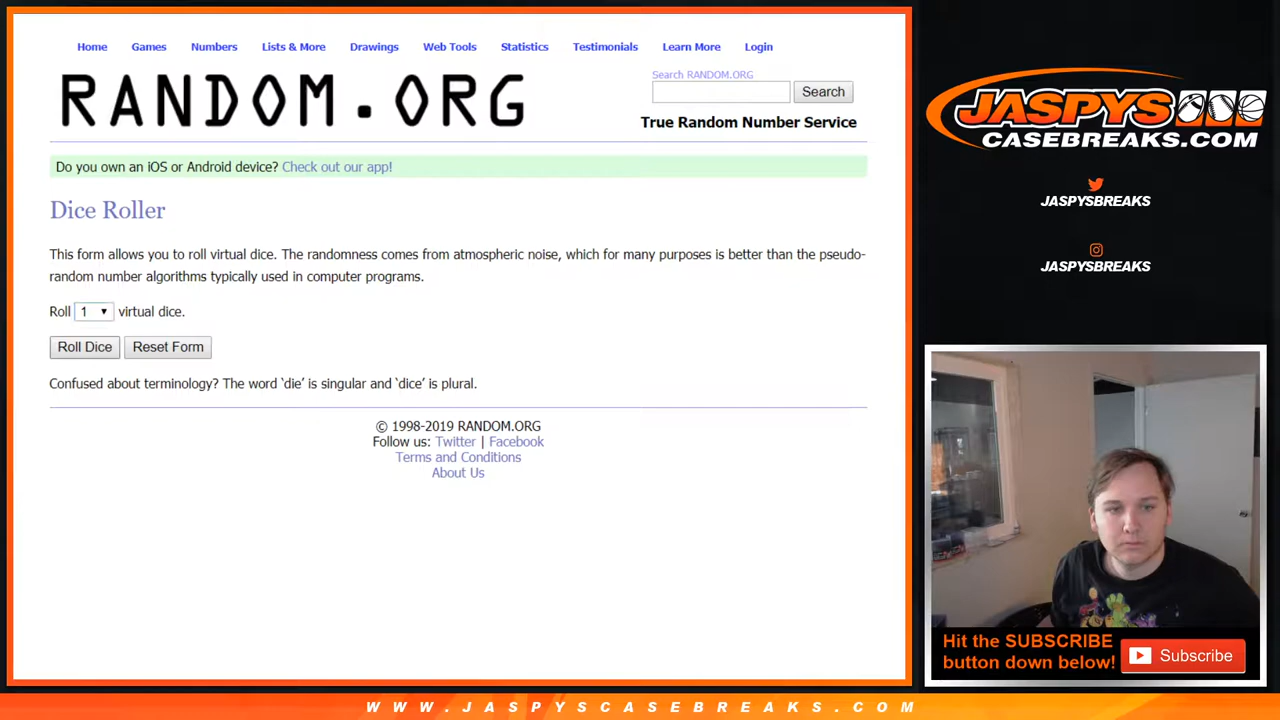 Home Games Numbers Lists & More Drawings Web Tools Statistics Testimonials Learn More Login
RANDOM.ORG
Search RANDOM.ORG
Search
True Random Number Service
Do you own an iOS or Android device? Check out our app!
Dice Roller
This form allows you to roll virtual dice. The randomness comes from atmospheric noise, which for many purposes is better than the pseudo-
random number algorithms typically used in computer programs.
Roll 1 virtual dice.
Roll Dice Reset Form
Confused about terminology? The word ‘die’ is singular and ‘dice’ is plural.
© 1998-2019 RANDOM.ORG
Follow us: Twitter | Facebook
Terms and Conditions
About Us
JASPYS
CASEBREAKS.COM
JASPYSBREAKS
JASPYSBREAKS
Hit the SUBSCRIBE
button down below!
Subscribe
WWW.JASPYSCASEBREAKS.COM